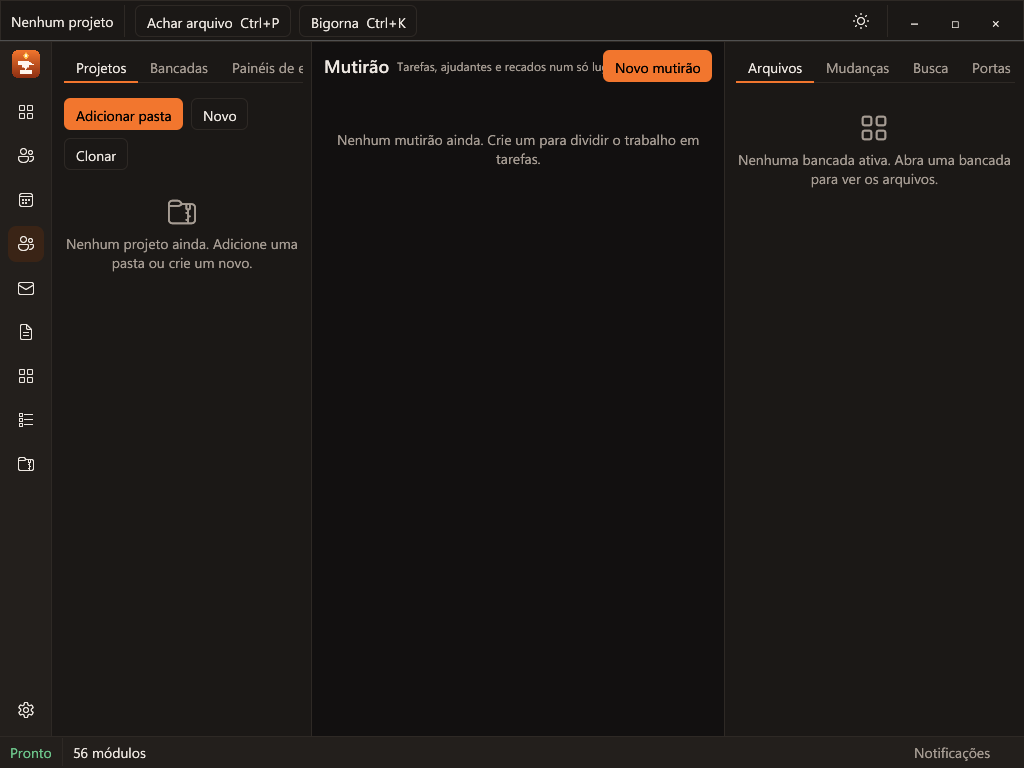 Nenhum projeto
Achar arquivo Ctrl+P
Bigorna Ctrl+K
Projetos
Bancadas
Painéis de e
Adicionar pasta
Novo
Clonar
Nenhum projeto ainda. Adicione uma
pasta ou crie um novo.
Mutirão
Tarefas, ajudantes e recados num só lu
Novo mutirão
Nenhum mutirão ainda. Crie um para dividir o trabalho em
tarefas.
Arquivos
Mudanças
Busca
Portas
Nenhuma bancada ativa. Abra uma bancada
para ver os arquivos.
Pronto
56 módulos
Notificações